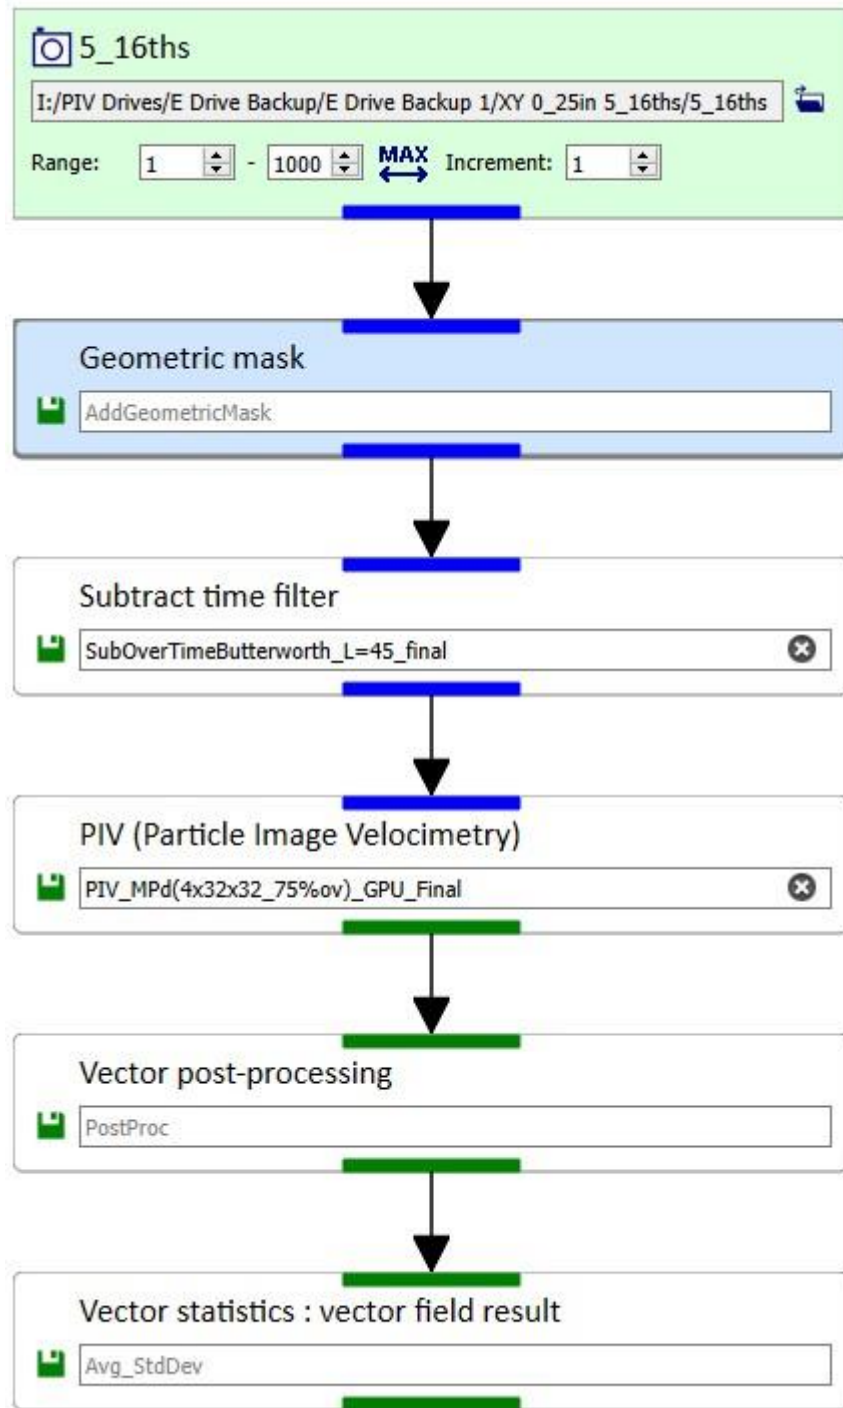 5_16ths
I:/PIV Drives/E Drive Backup/E Drive Backup 1/XY 0_25in 5_16ths/5_16ths
Range: 1 - 1000 MAX Increment: 1
Geometric mask
AddGeometricMask
Subtract time filter
SubOverTimeButterworth_L=45_final
PIV (Particle Image Velocimetry)
PIV_MPd(4x32x32_75%ov)_GPU_Final
Vector post-processing
PostProc
Vector statistics : vector field result
Avg_StdDev